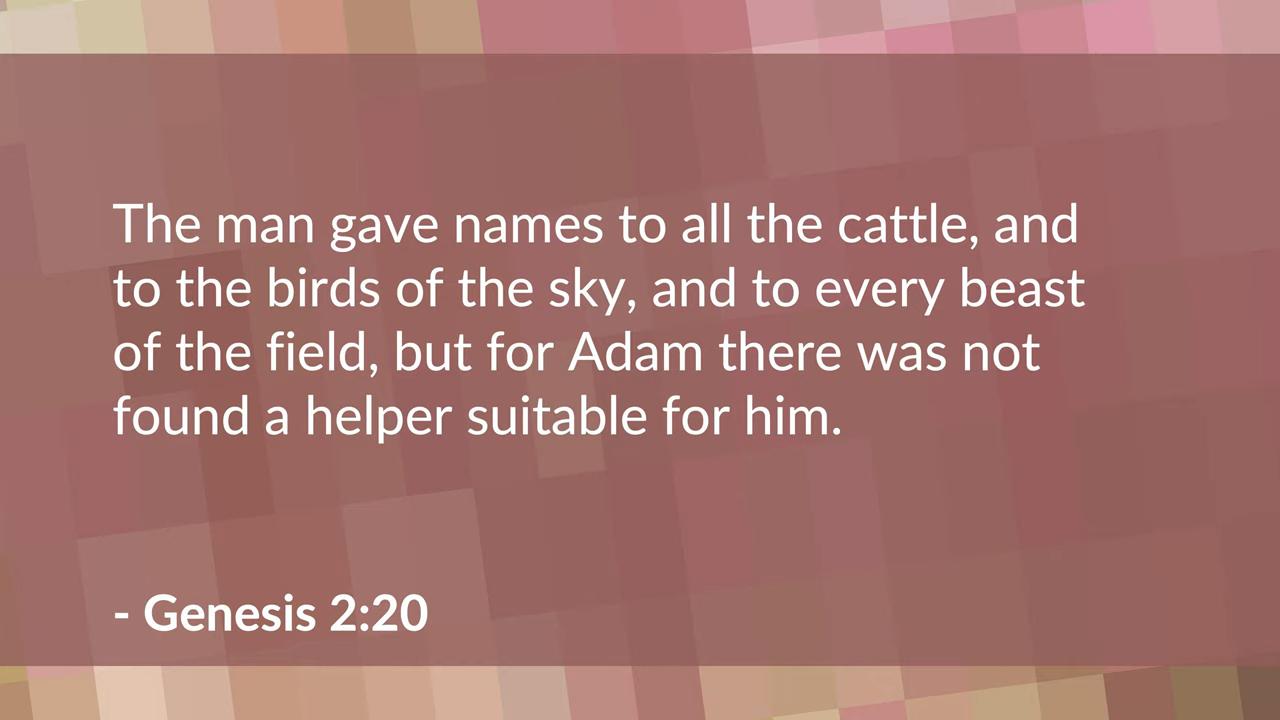 The man gave names to all the cattle, and
to the birds of the sky, and to every beast
of the field, but for Adam there was not
found a helper suitable for him.
- Genesis 2:20